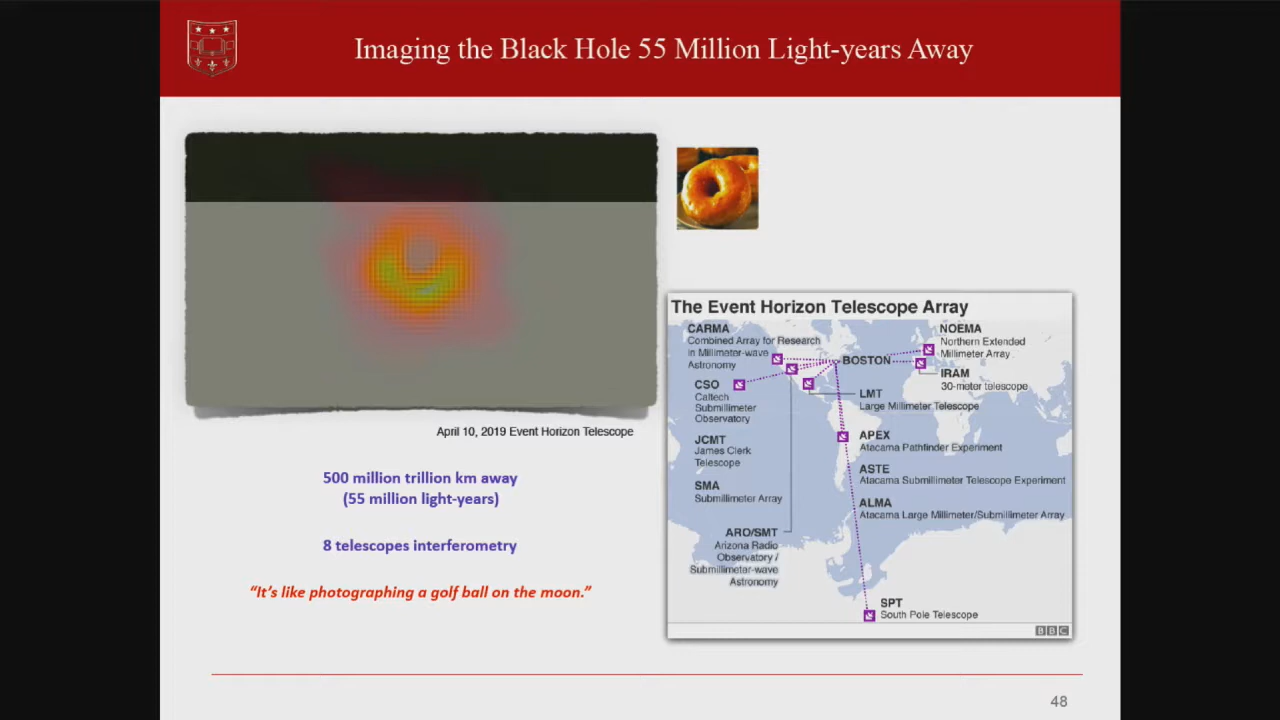 Imaging the Black Hole 55 Million Light-years Away
April 10, 2019 Event Horizon Telescope
500 million trillion km away
(55 million light-years)
8 telescopes interferometry
“It’s like photographing a golf ball on the moon.”
The Event Horizon Telescope Array
CARMA
Combined Array for Research
in Millimeter-wave
Astronomy
CSO
Caltech
Submillimeter
Observatory
JCMT
James Clerk
Telescope
SMA
Submillimeter Array
ARO/SMT
Arizona Radio
Observatory /
Submillimeter-wave
Astronomy
BOSTON
NOEMA
Northern Extended
Millimeter Array
IRAM
30-meter telescope
LMT
Large Millimeter Telescope
APEX
Atacama Pathfinder Experiment
ASTE
Atacama Submillimeter Telescope Experiment
ALMA
Atacama Large Millimeter/Submillimeter Array
SPT
South Pole Telescope
BBC
48